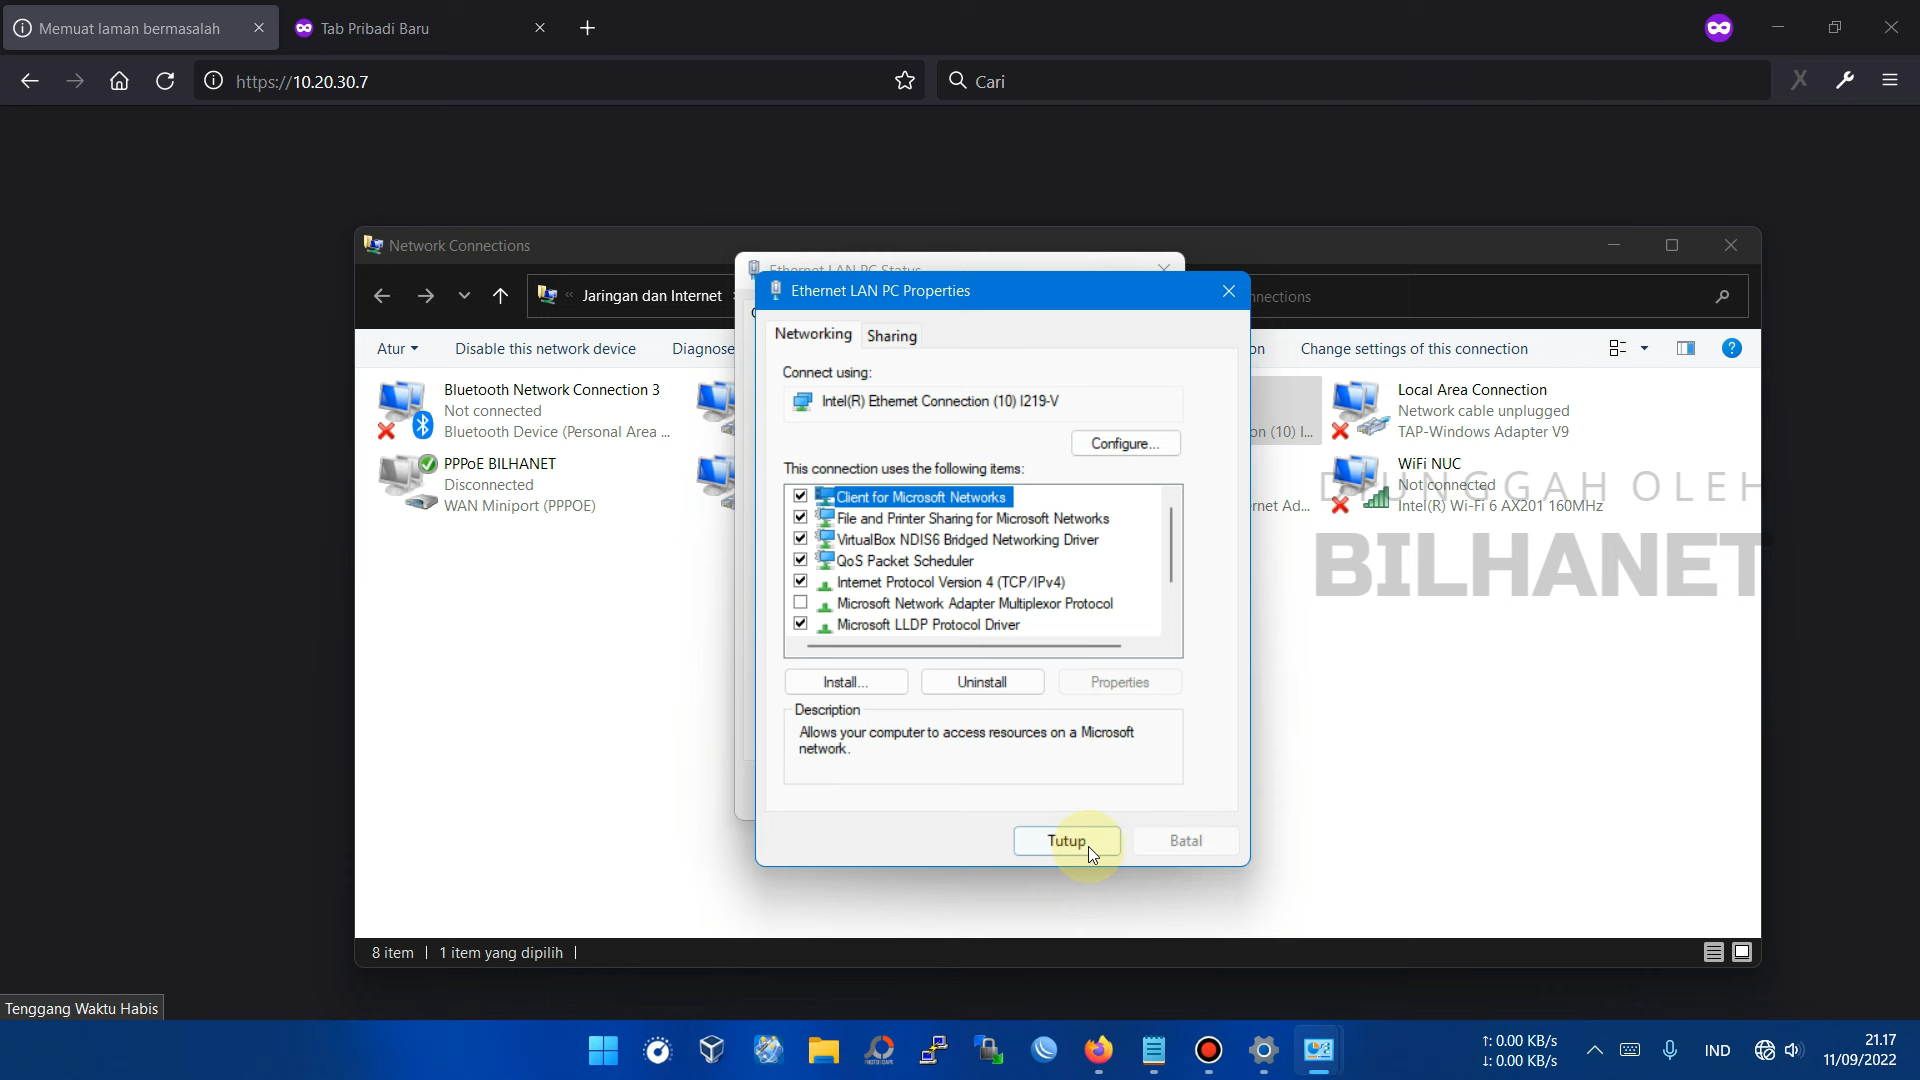 Memuat laman bermasalah
Tab Pribadi Baru
https://10.20.30.7
Cari
Network Connections
Ethernet LAN PC Status
Jaringan dan Internet
Ethernet LAN PC Properties
Networking
Sharing
Atur
Disable this network device
Diagnose
Change settings of this connection
Connect using:
Intel(R) Ethernet Connection (10) I219-V
Configure...
This connection uses the following items:
Client for Microsoft Networks
File and Printer Sharing for Microsoft Networks
VirtualBox NDIS6 Bridged Networking Driver
QoS Packet Scheduler
Internet Protocol Version 4 (TCP/IPv4)
Microsoft Network Adapter Multiplexor Protocol
Microsoft LLDP Protocol Driver
Install...
Uninstall
Properties
Description
Allows your computer to access resources on a Microsoft
network.
Tutup
Batal
Bluetooth Network Connection 3
Not connected
Bluetooth Device (Personal Area ...
PPPoE BILHANET
Disconnected
WAN Miniport (PPPOE)
on (10) I...
Local Area Connection
Network cable unplugged
TAP-Windows Adapter V9
rnet Ad...
WiFi NUC
Not connected
Intel(R) Wi-Fi 6 AX201 160MHz
DIUNGGAH OLEH
BILHANET
8 item
1 item yang dipilih
Tenggang Waktu Habis
↑: 0.00 KB/s
↓: 0.00 KB/s
IND
21.17
11/09/2022